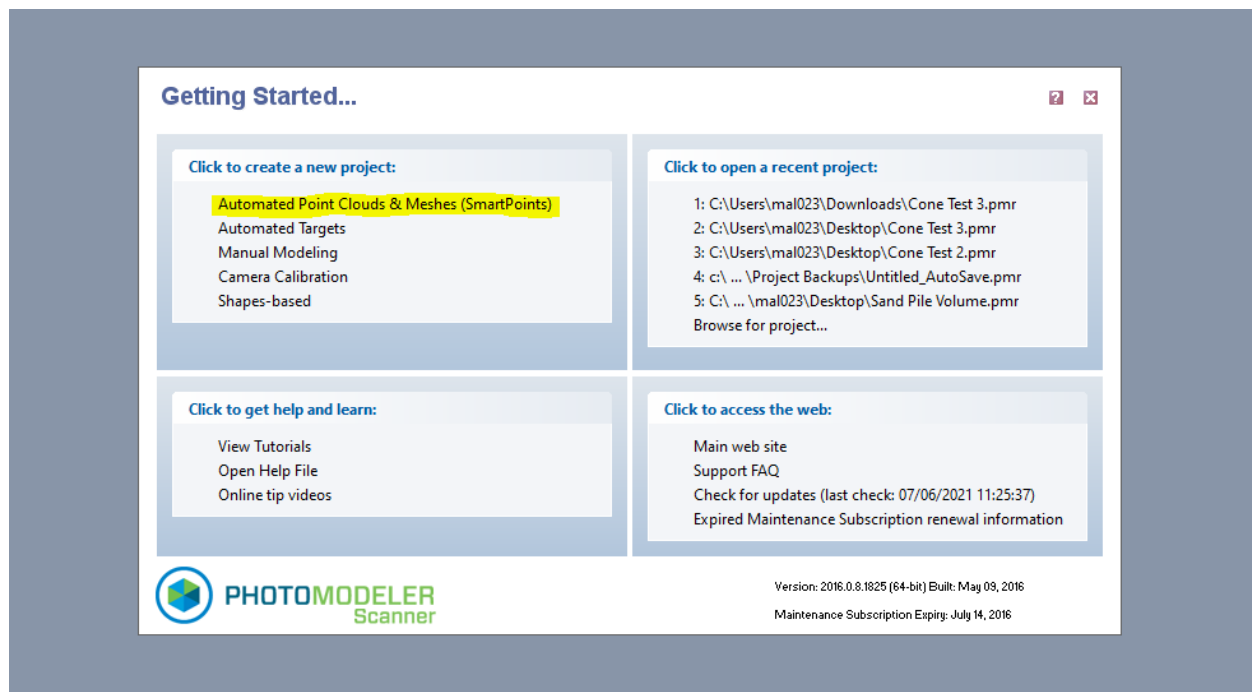 Getting Started...
Click to create a new project:
Automated Point Clouds & Meshes (SmartPoints)
Automated Targets
Manual Modeling
Camera Calibration
Shapes-based
Click to open a recent project:
1: C:\Users\mal023\Downloads\Cone Test 3.pmr
2: C:\Users\mal023\Desktop\Cone Test 3.pmr
3: C:\Users\mal023\Desktop\Cone Test 2.pmr
4: c:\ ... \Project Backups\Untitled_AutoSave.pmr
5: C:\ ... \mal023\Desktop\Sand Pile Volume.pmr
Browse for project...
Click to get help and learn:
View Tutorials
Open Help File
Online tip videos
Click to access the web:
Main web site
Support FAQ
Check for updates (last check: 07/06/2021 11:25:37)
Expired Maintenance Subscription renewal information
PHOTOMODELER
Scanner
Version: 2016.0.8.1825 (64-bit) Built: May 09, 2016
Maintenance Subscription Expiry: July 14, 2016